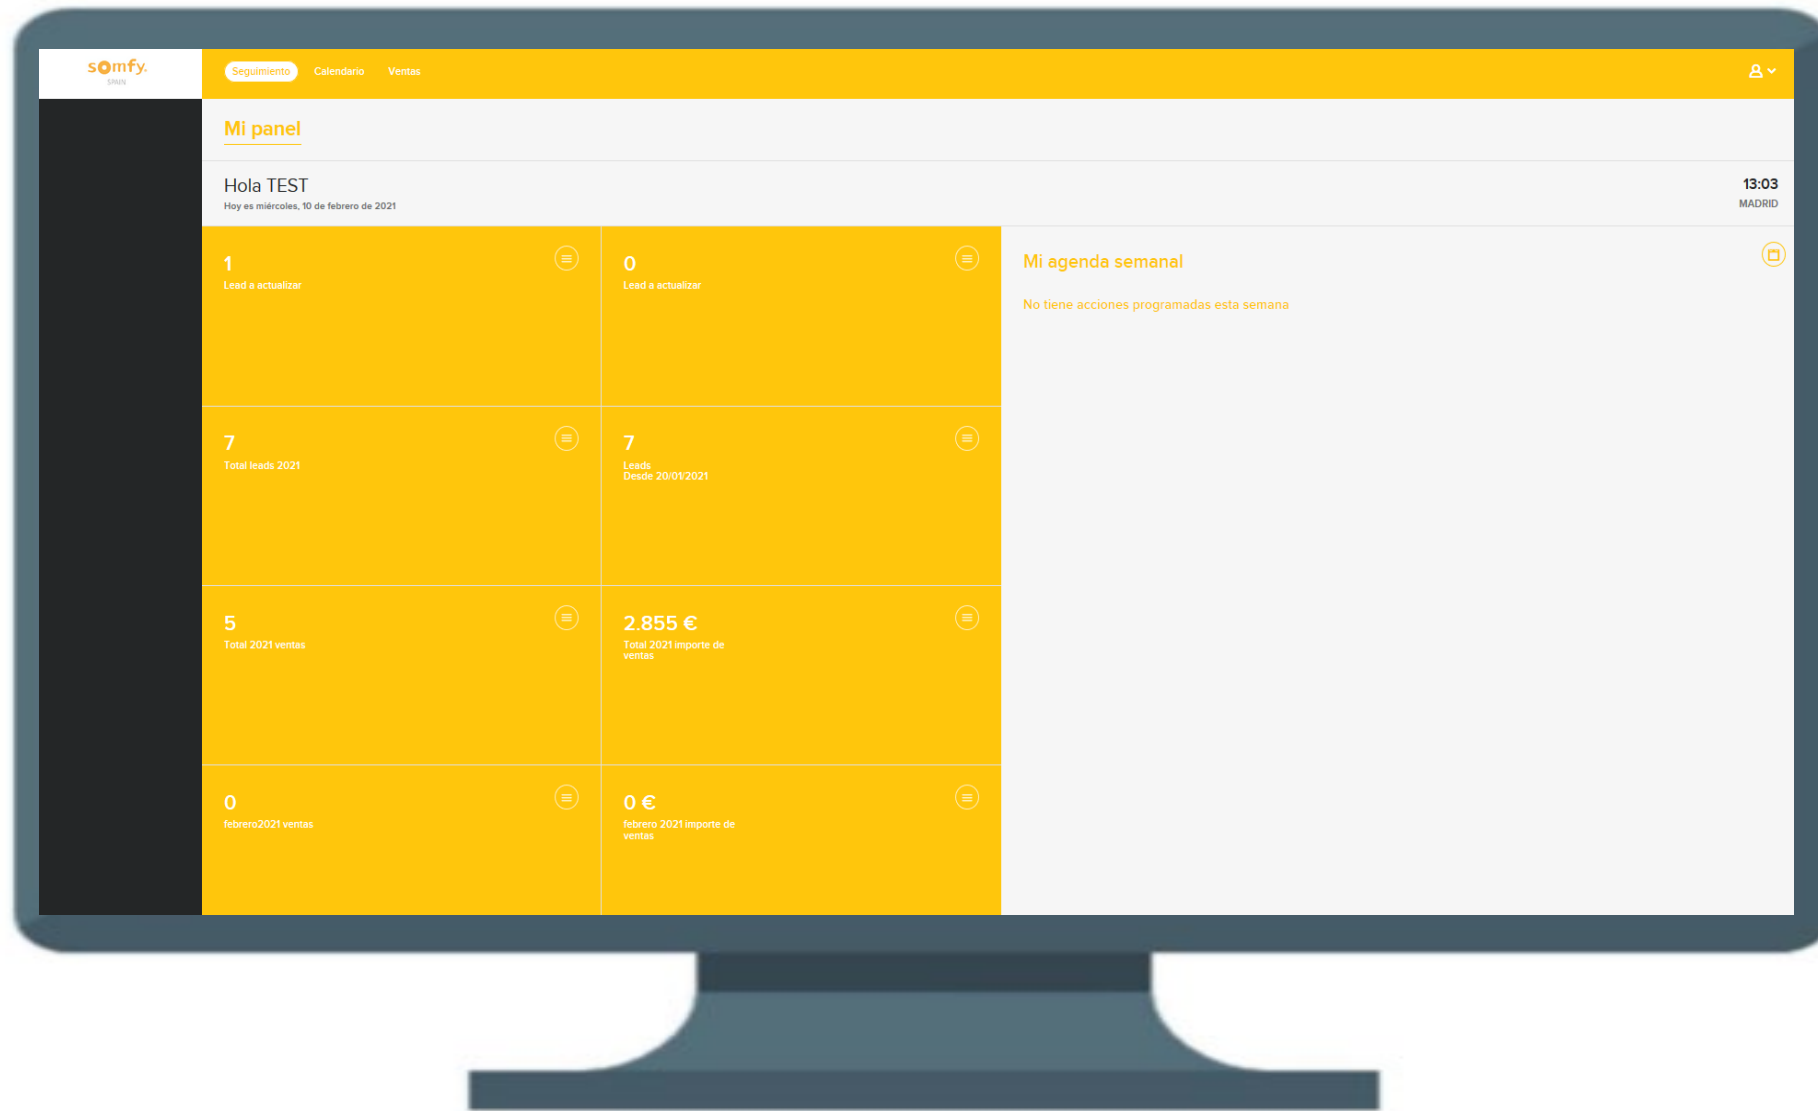 somfy.
SPAIN
Seguimiento Calendario Ventas
Mi panel
Hola TEST
Hoy es miércoles, 10 de febrero de 2021
13:03
MADRID
1
Lead a actualizar
0
Lead a actualizar
Mi agenda semanal
No tiene acciones programadas esta semana
7
Total leads 2021
7
Leads
Desde 20/01/2021
5
Total 2021 ventas
2.855 €
Total 2021 importe de
ventas
0
febrero2021 ventas
0 €
febrero 2021 importe de
ventas